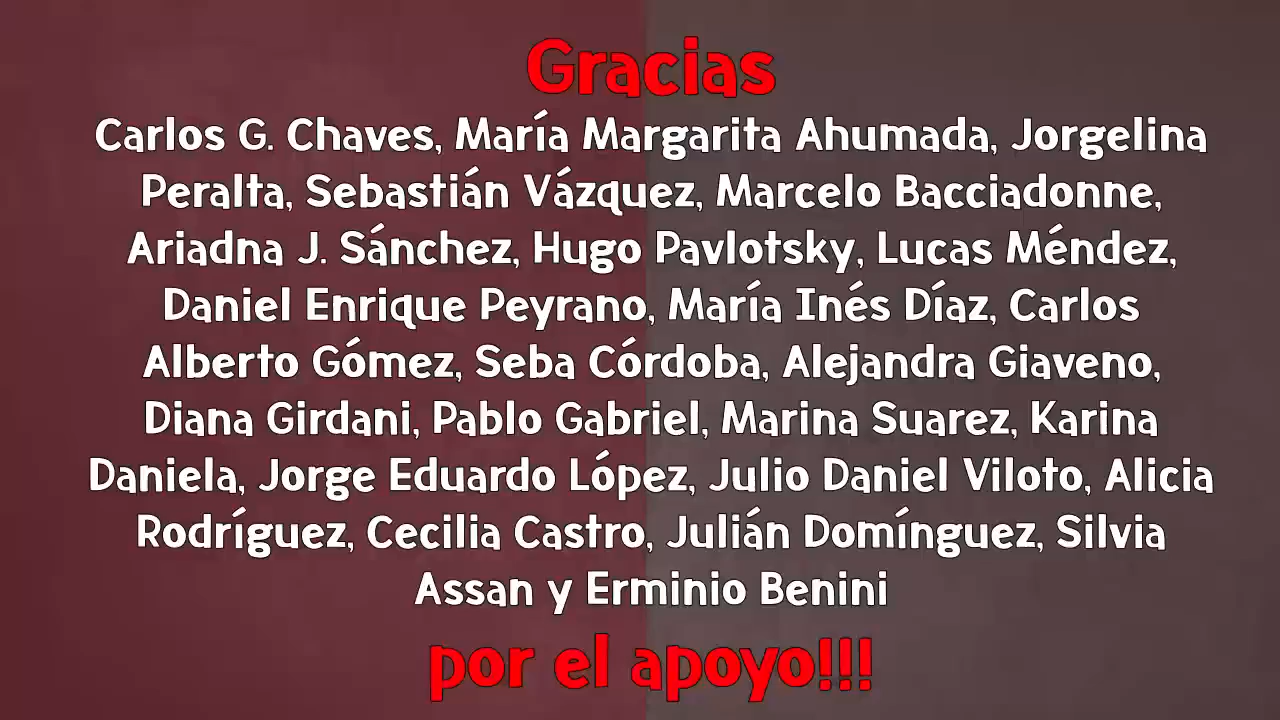 Gracias
Carlos G. Chaves, María Margarita Ahumada, Jorgelina
Peralta, Sebastián Vázquez, Marcelo Bacciadonne,
Ariadna J. Sánchez, Hugo Pavlotsky, Lucas Méndez,
Daniel Enrique Peyrano, María Inés Díaz, Carlos
Alberto Gómez, Seba Córdoba, Alejandra Giaveno,
Diana Girdani, Pablo Gabriel, Marina Suarez, Karina
Daniela, Jorge Eduardo López, Julio Daniel Viloto, Alicia
Rodríguez, Cecilia Castro, Julián Domínguez, Silvia
Assan y Erminio Benini
por el apoyo!!!